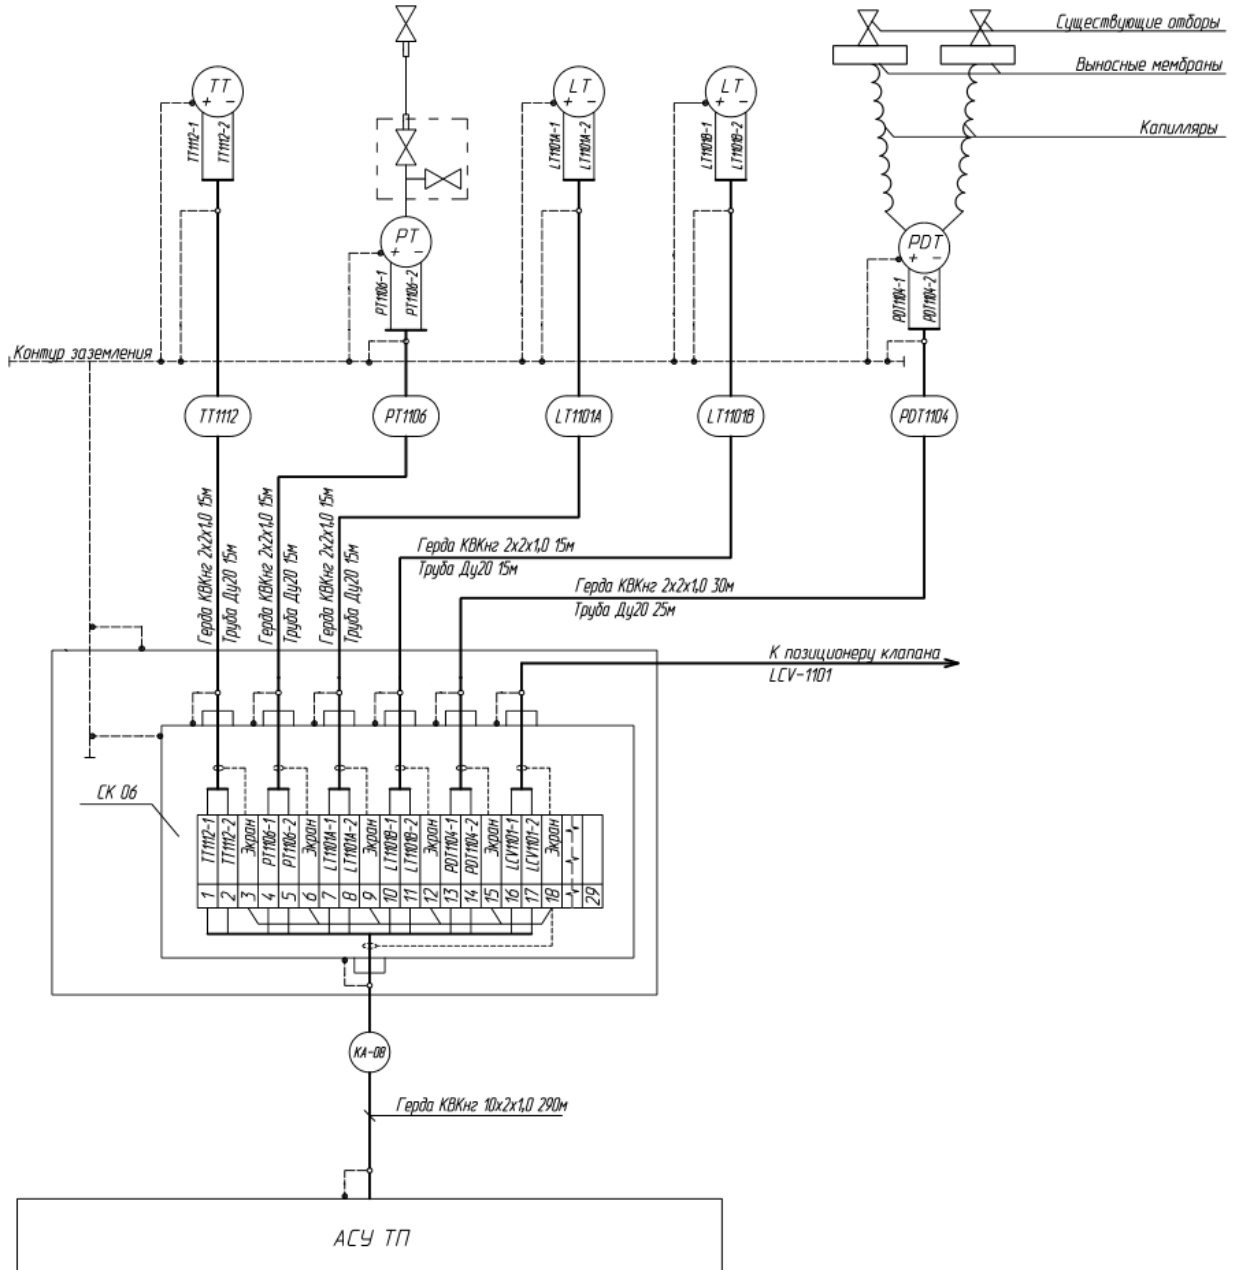 Существующие отборы
Выносные мембраны
Капилляры
TT
+ −
TT1112-1
TT1112-2
LT
+ −
LT1101A-1
LT1101A-2
LT
+ −
LT1101B-1
LT1101B-2
PT
+ −
PT1106-1
PT1106-2
PDT
+ −
PDT1104-1
PDT1104-2
Контур заземления
TT1112
PT1106
LT1101A
LT1101B
PDT1104
Герда КВКнг 2х2х1,0 15м
Труба Ду20 15м
Герда КВКнг 2х2х1,0 15м
Труба Ду20 15м
Герда КВКнг 2х2х1,0 15м
Труба Ду20 15м
Герда КВКнг 2х2х1,0 15м
Труба Ду20 15м
Герда КВКнг 2х2х1,0 30м
Труба Ду20 25м
К позиционеру клапана
LCV-1101
СК 06
TT1112-1
TT1112-2
Экран
PT1106-1
PT1106-2
Экран
LT1101A-1
LT1101A-2
Экран
LT1101B-1
LT1101B-2
Экран
PDT1104-1
PDT1104-2
Экран
LCV1101-1
LCV1101-2
Экран
1 2 3 4 5 6 7 8 9 10 11 12 13 14 15 16 17 18 29
КА-08
Герда КВКнг 10х2х1,0 290м
АСУ ТП